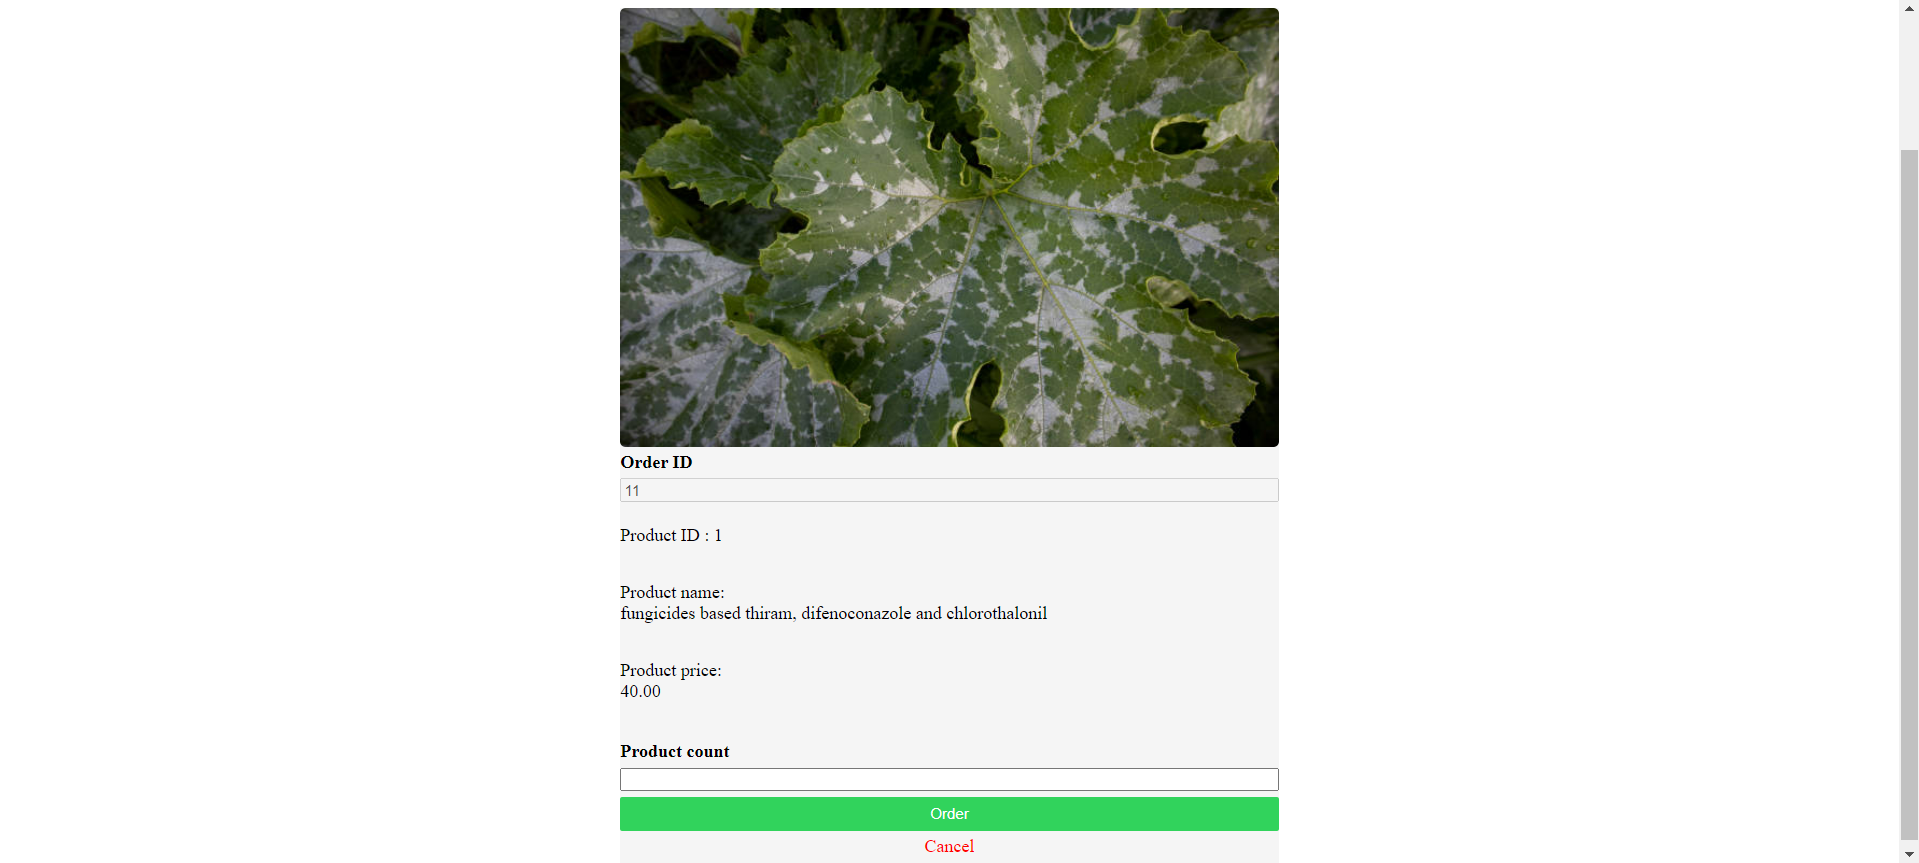 Order ID
11
Product ID : 1
Product name:
fungicides based thiram, difenoconazole and chlorothalonil
Product price:
40.00
Product count
Order
Cancel